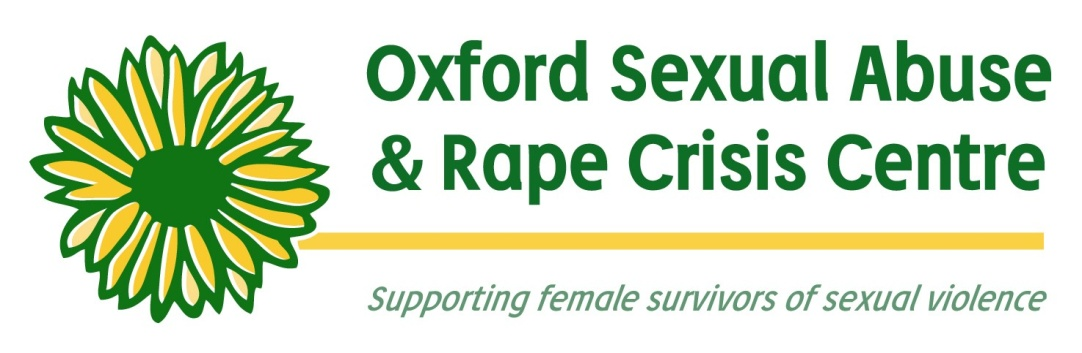 Oxford Sexual Abuse
& Rape Crisis Centre
Supporting female survivors of sexual violence